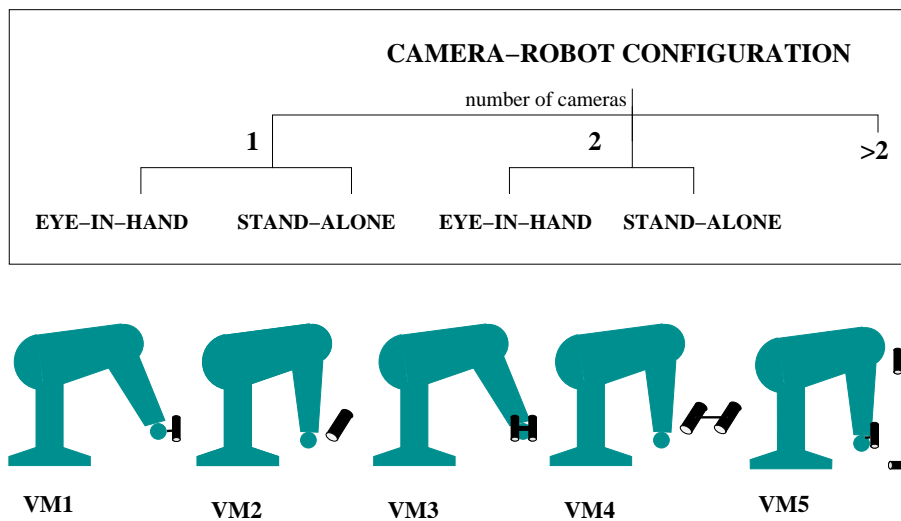 CAMERA−ROBOT CONFIGURATION
number of cameras
1 2 >2
EYE−IN−HAND STAND−ALONE EYE−IN−HAND STAND−ALONE
VM1 VM2 VM3 VM4 VM5